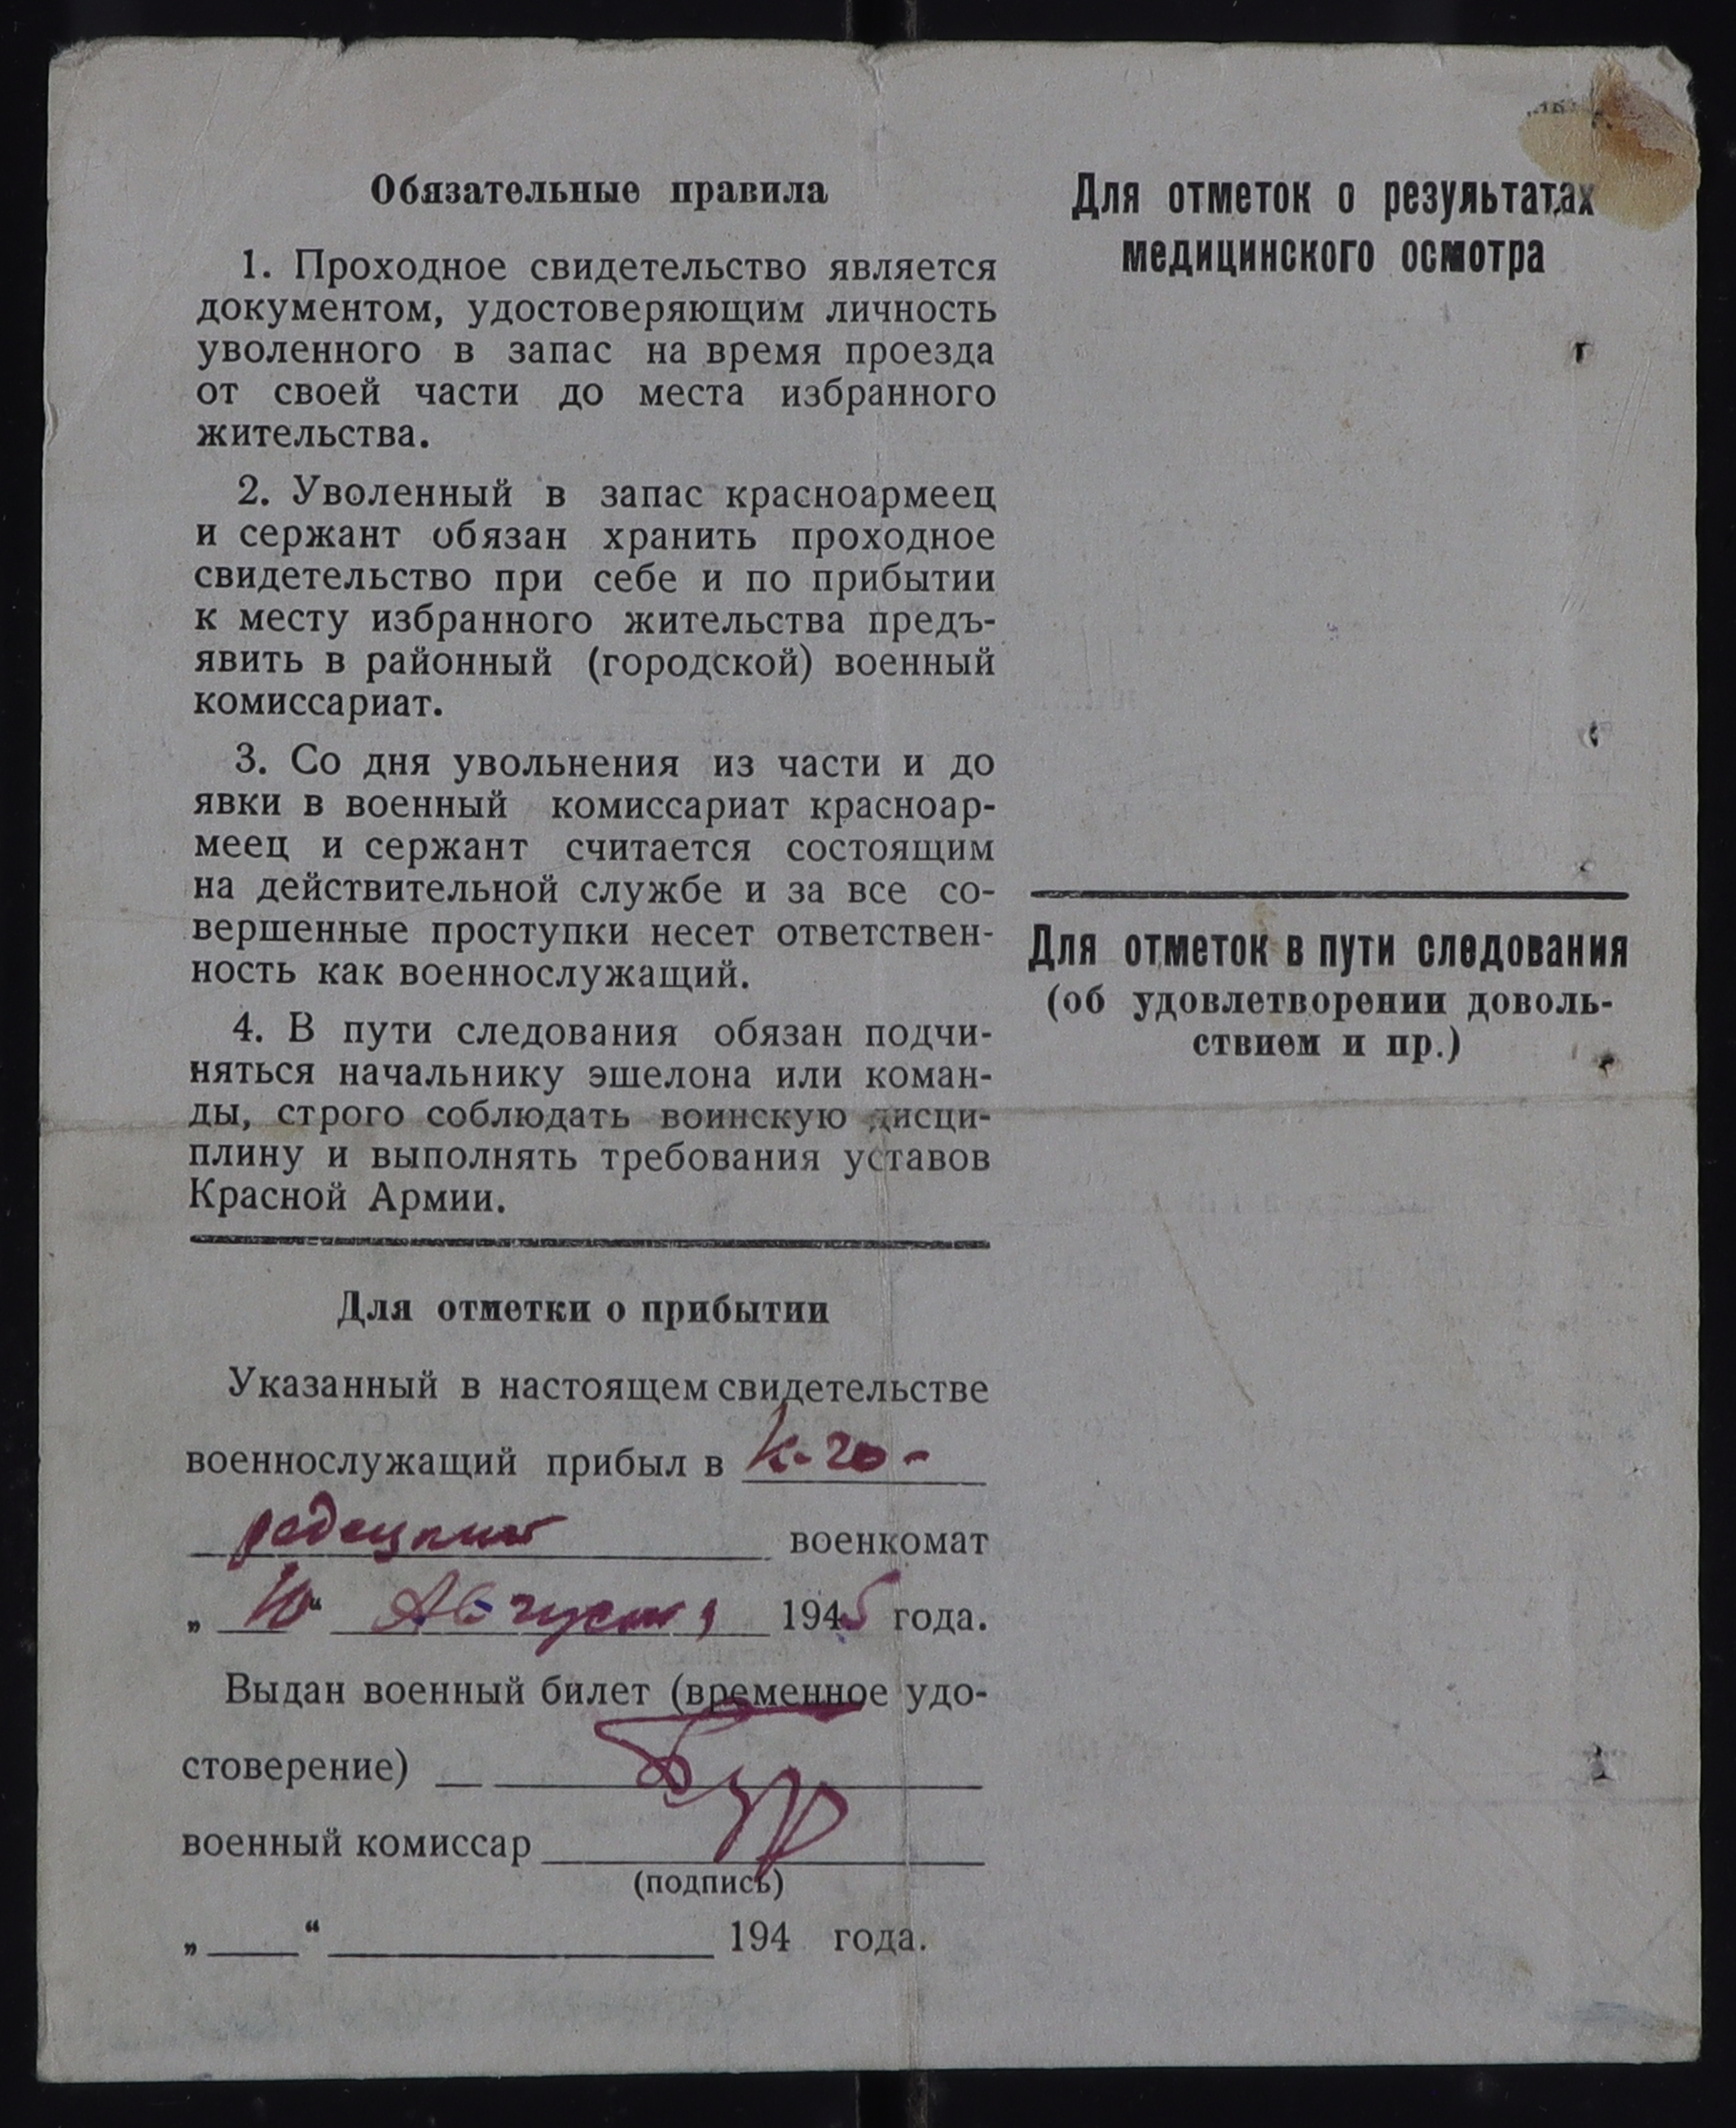 Обязательные правила
1. Проходное свидетельство является
документом, удостоверяющим личность
уволенного в запас на время проезда
от своей части до места избранного
жительства.
2. Уволенный в запас красноармеец
и сержант обязан хранить проходное
свидетельство при себе и по прибытии
к месту избранного жительства предъ-
явить в районный (городской) военный
комиссариат.
3. Со дня увольнения из части и до
явки в военный комиссариат красноар-
меец и сержант считается состоящим
на действительной службе и за все со-
вершенные проступки несет ответствен-
ность как военнослужащий.
4. В пути следования обязан подчи-
няться начальнику эшелона или коман-
ды, строго соблюдать воинскую дисци-
плину и выполнять требования уставов
Красной Армии.
Для отметки о прибытии
Указанный в настоящем свидетельстве
военнослужащий прибыл в К-го-
родецкий военкомат
„10“ Августа 1945 года.
Выдан военный билет (временное удо-
стоверение)
военный комиссар
(подпись)
„ “ 194 года.
Для отметок о результатах
медицинского осмотра
Для отметок в пути следования
(об удовлетворении доволь-
ствием и пр.)